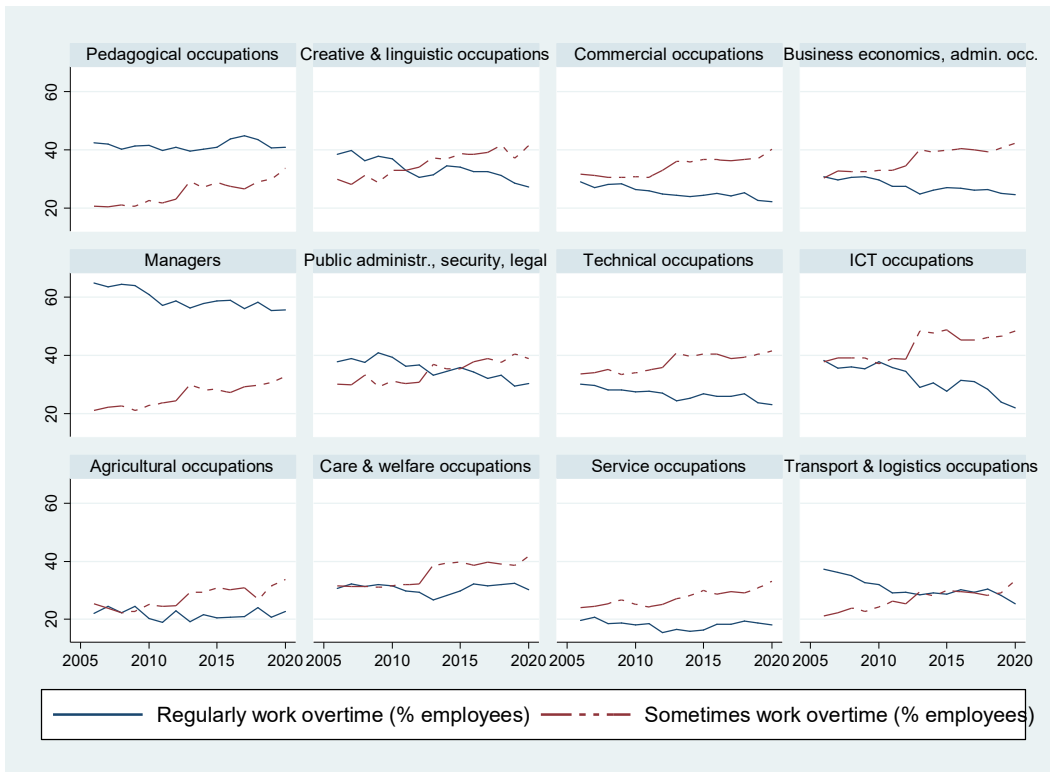 Pedagogical occupations
Creative & linguistic occupations
Commercial occupations
Business economics, admin. occ.
60
40
20
Managers
Public administr., security, legal
Technical occupations
ICT occupations
60
40
20
Agricultural occupations
Care & welfare occupations
Service occupations
Transport & logistics occupations
60
40
20
2005 2010 2015 2020 2005 2010 2015 2020 2005 2010 2015 2020 2005 2010 2015 2020
Regularly work overtime (% employees) Sometimes work overtime (% employees)